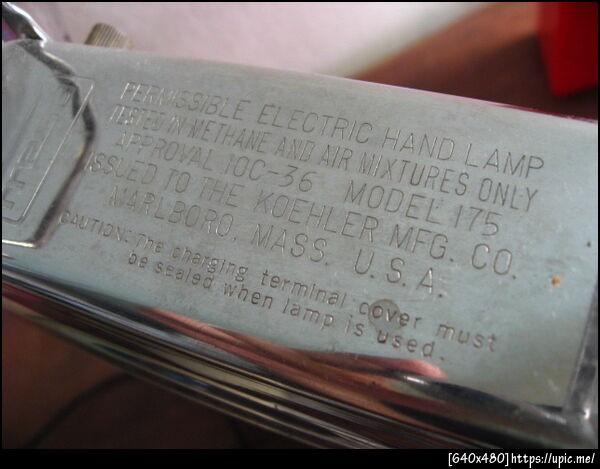 PERMISSIBLE ELECTRIC HAND LAMP
TESTED IN METHANE AND AIR MIXTURES ONLY
APPROVAL 10C-36 MODEL 175
ISSUED TO THE KOEHLER MFG. CO.
MARLBORO, MASS. U.S.A.
CAUTION: The charging terminal cover must
be sealed when lamp is used.
[640x480]https://upic.me/